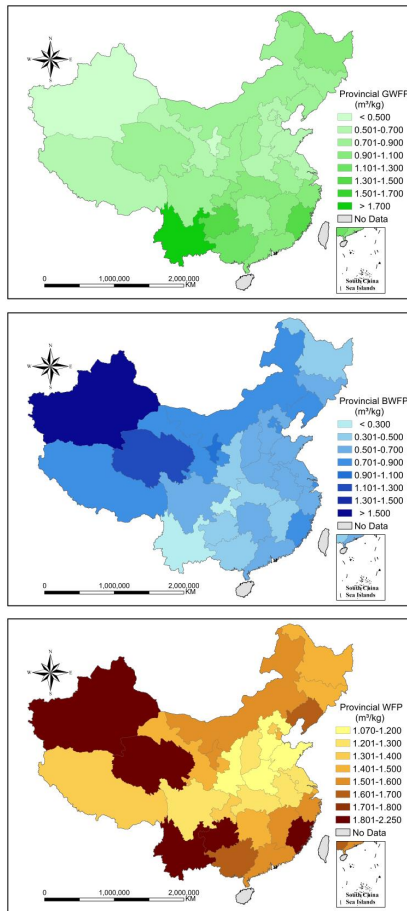 N
W E
S
Provincial GWFP
(m³/kg)
< 0.500
0.501-0.700
0.701-0.900
0.901-1.100
1.101-1.300
1.301-1.500
1.501-1.700
> 1.700
No Data
South China
Sea Islands
0 1,000,000 2,000,000
KM
N
W E
S
Provincial BWFP
(m³/kg)
< 0.300
0.301-0.500
0.501-0.700
0.701-0.900
0.901-1.100
1.101-1.300
1.301-1.500
> 1.500
No Data
South China
Sea Islands
0 1,000,000 2,000,000
KM
N
W E
S
Provincial WFP
(m³/kg)
1.070-1.200
1.201-1.300
1.301-1.400
1.401-1.500
1.501-1.600
1.601-1.700
1.701-1.800
1.801-2.250
No Data
South China
Sea Islands
0 1,000,000 2,000,000
KM